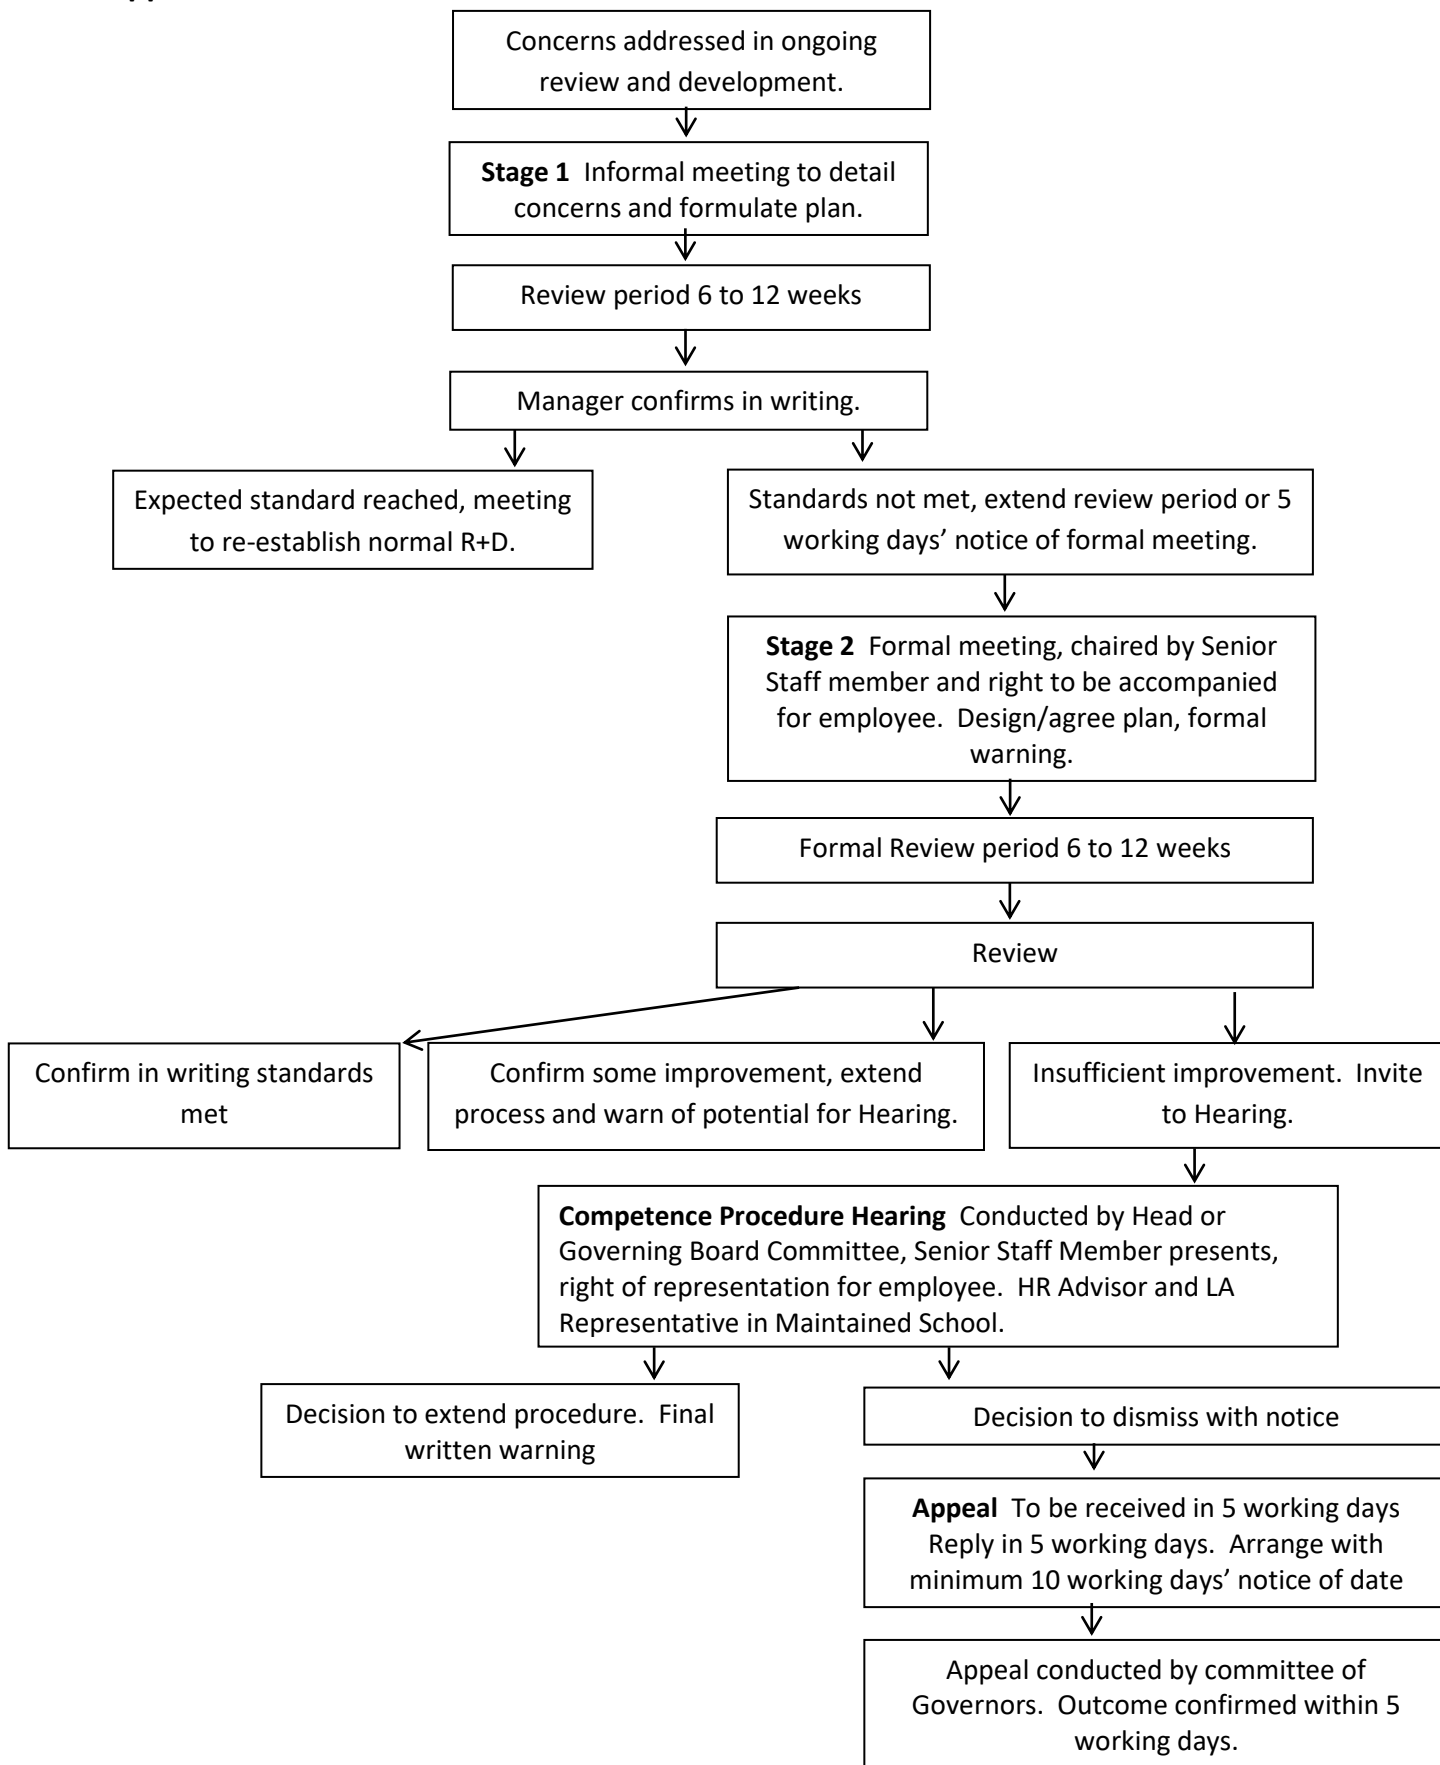 Concerns addressed in ongoing
review and development.
Stage 1 Informal meeting to detail
concerns and formulate plan.
Review period 6 to 12 weeks
Manager confirms in writing.
Expected standard reached, meeting
to re-establish normal R+D.
Standards not met, extend review period or 5
working days’ notice of formal meeting.
Stage 2 Formal meeting, chaired by Senior
Staff member and right to be accompanied
for employee. Design/agree plan, formal
warning.
Formal Review period 6 to 12 weeks
Review
Confirm in writing standards
met
Confirm some improvement, extend
process and warn of potential for Hearing.
Insufficient improvement. Invite
to Hearing.
Competence Procedure Hearing Conducted by Head or
Governing Board Committee, Senior Staff Member presents,
right of representation for employee. HR Advisor and LA
Representative in Maintained School.
Decision to extend procedure. Final
written warning
Decision to dismiss with notice
Appeal To be received in 5 working days
Reply in 5 working days. Arrange with
minimum 10 working days’ notice of date
Appeal conducted by committee of
Governors. Outcome confirmed within 5
working days.